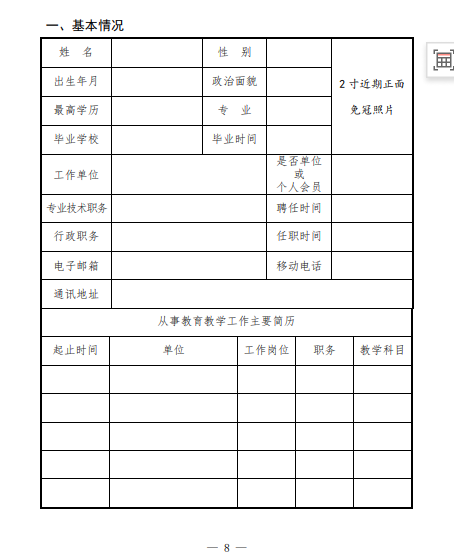 一、基本情况
姓 名 性 别
出生年月 政治面貌
2 寸近期正面
免冠照片
最高学历 专 业
毕业学校 毕业时间
工作单位
是否单位
或
个人会员
专业技术职务 聘任时间
行政职务 任职时间
电子邮箱 移动电话
通讯地址
从事教育教学工作主要简历
起止时间 单位 工作岗位 职务 教学科目
— 8 —